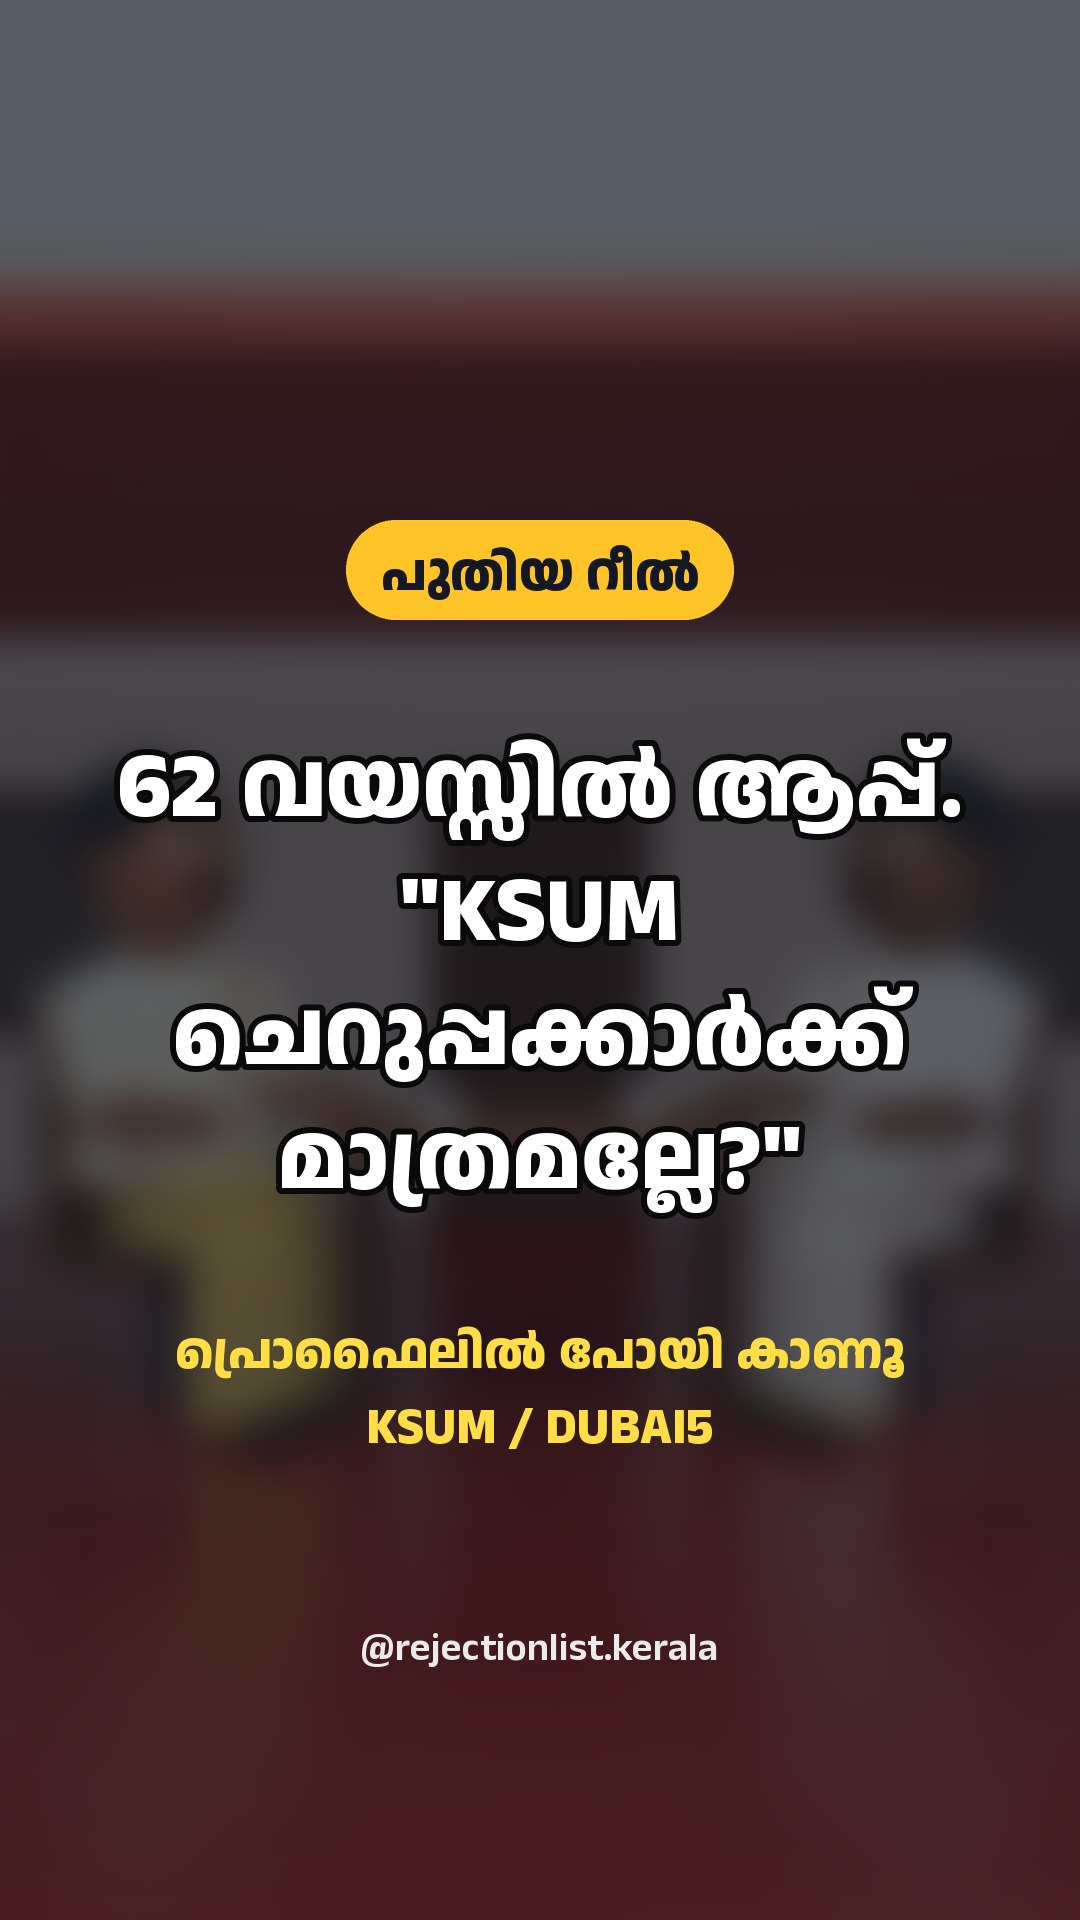 പുതിയ റീൽ
62 വയസ്സിൽ ആപ്പ്.
"KSUM
ചെറുപ്പക്കാർക്ക്
മാത്രമല്ലേ?"
പ്രൊഫൈലിൽ പോയി കാണൂ
KSUM / DUBAI5
@rejectionlist.kerala